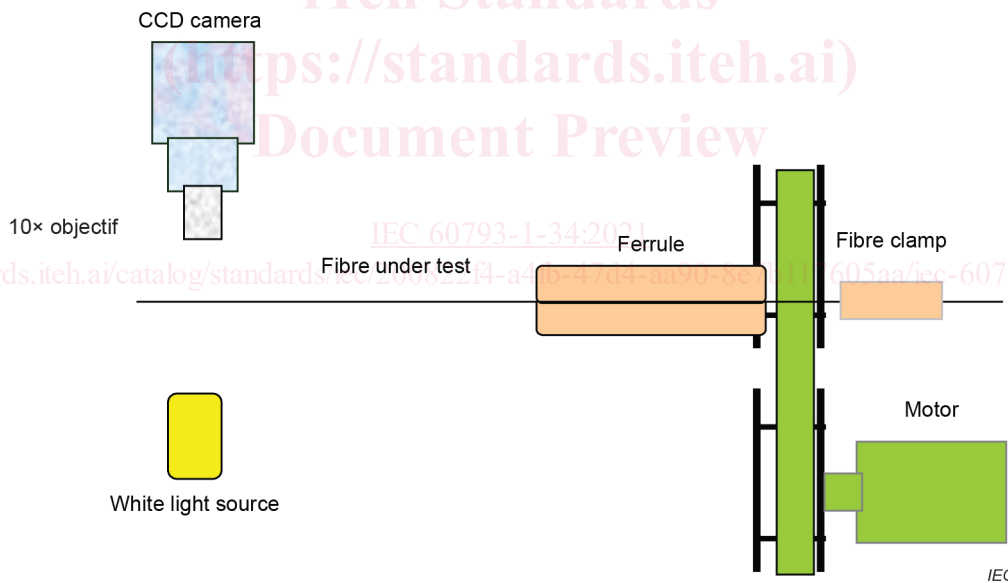 iTeh Standards
CCD camera
(https://standards.iteh.ai)
Document Preview
10× objectif
IEC 60793-1-34:2021
Ferrule
Fibre clamp
Fibre under test
White light source
Motor
IEC